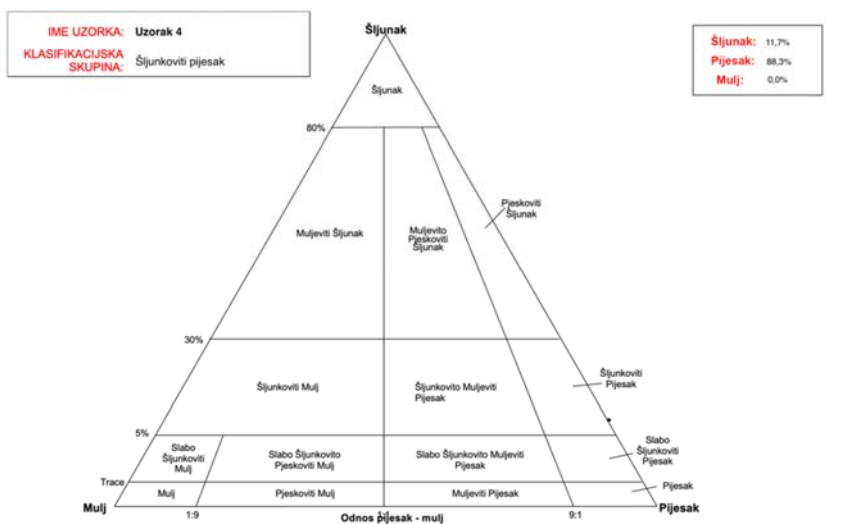 IME UZORKA: Uzorak 4
KLASIFIKACIJSKA
SKUPINA: Šljunkoviti pijesak
Šljunak
Šljunak: 11,7%
Pijesak: 88,3%
Mulj: 0,0%
Šljunak
80%
Pjeskoviti
Šljunak
Muljeviti Šljunak
Muljevito
Pjeskoviti
Šljunak
30%
Šljunkoviti
Pijesak
Šljunkoviti Mulj
Šljunkovito Muljeviti
Pijesak
5%
Slabo
Šljunkoviti
Mulj
Slabo Šljunkovito
Pjeskoviti Mulj
Slabo Šljunkovito Muljeviti
Pijesak
Slabo
Šljunkoviti
Pijesak
Trace
Mulj
Pjeskoviti Mulj
Muljeviti Pijesak
Pijesak
Mulj
Pijesak
1:9
1:1
9:1
Odnos pijesak - mulj